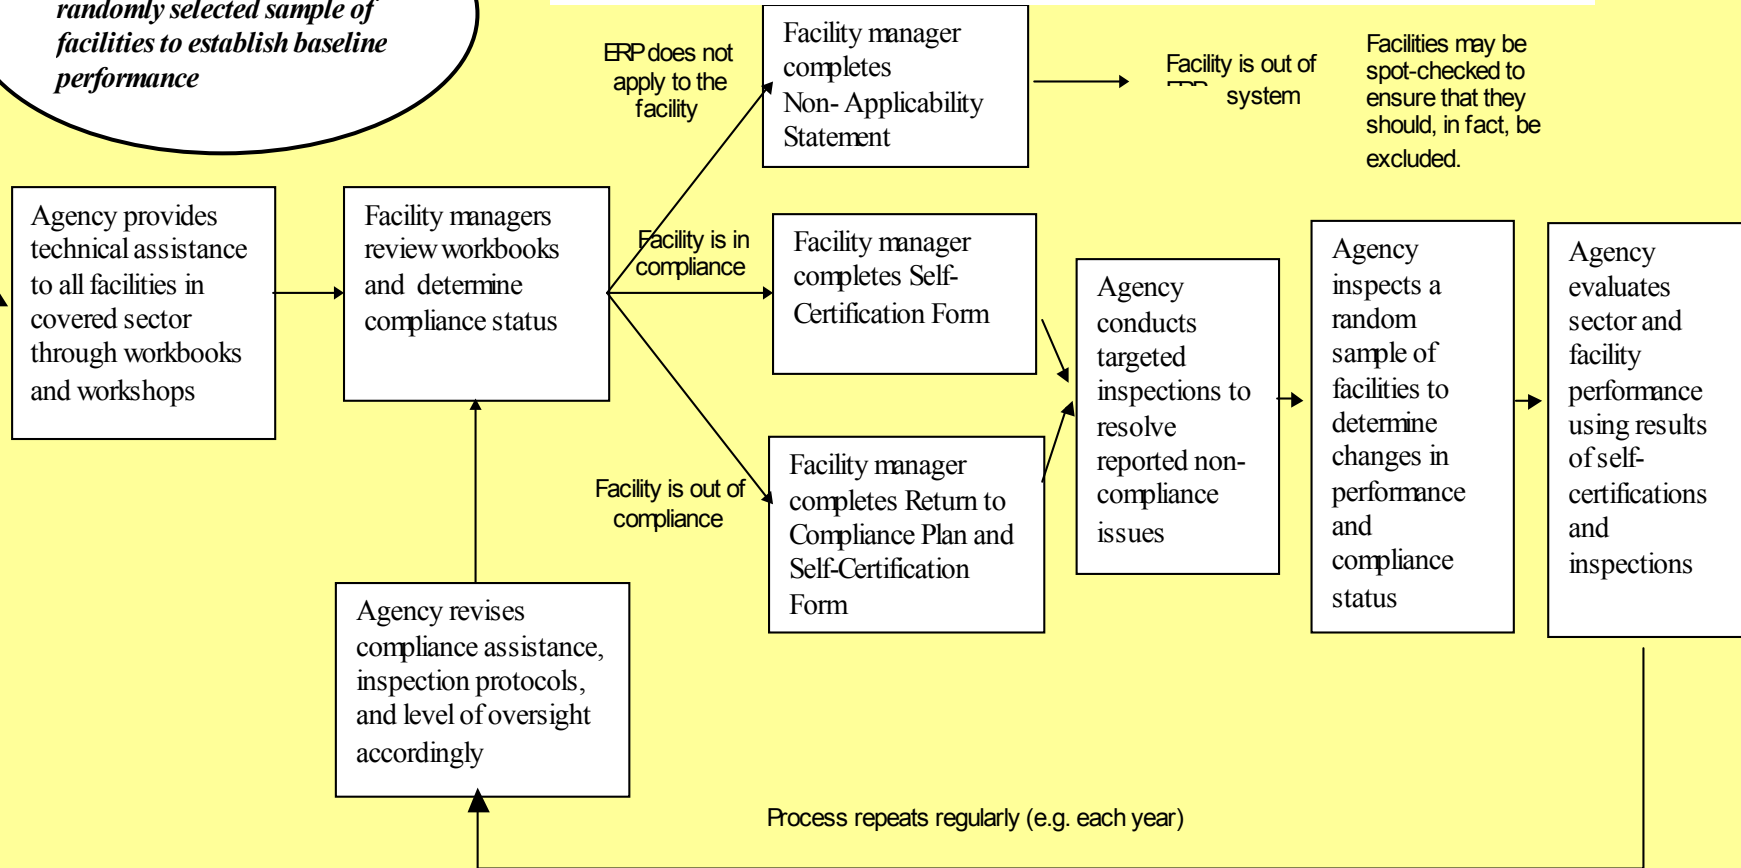 randomly selected sample of
facilities to establish baseline
performance
ERP does not
apply to the
facility
Facility manager
completes
Non- Applicability
Statement
Facility is out of
system
Facilities may be
spot-checked to
ensure that they
should, in fact, be
excluded.
Agency provides
technical assistance
to all facilities in
covered sector
through workbooks
and workshops
Facility managers
review workbooks
and determine
compliance status
Facility is in
compliance
Facility manager
completes Self-
Certification Form
Facility is out of
compliance
Facility manager
completes Return to
Compliance Plan and
Self-Certification
Form
Agency
conducts
targeted
inspections to
resolve
reported non-
compliance
issues
Agency
inspects a
random
sample of
facilities to
determine
changes in
performance
and
compliance
status
Agency
evaluates
sector and
facility
performance
using results
of self-
certifications
and
inspections
Agency revises
compliance assistance,
inspection protocols,
and level of oversight
accordingly
Process repeats regularly (e.g. each year)